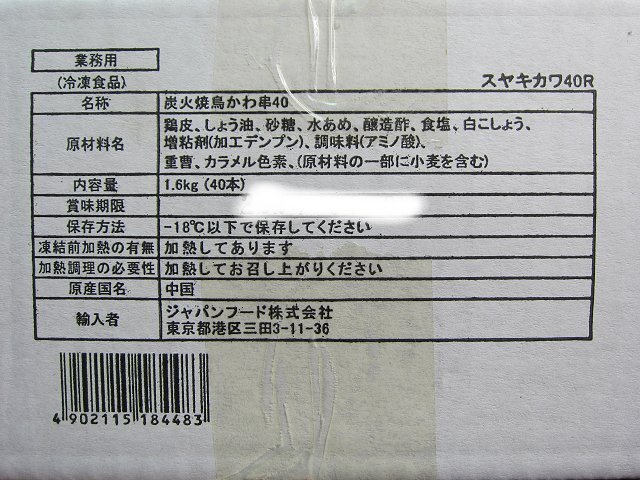 業務用
(冷凍食品)
スヤキカワ40R
名称 炭火焼鳥かわ串40
原材料名 鶏皮、しょう油、砂糖、水あめ、醸造酢、食塩、白こしょう、
増粘剤(加工デンプン)、調味料(アミノ酸)、
重曹、カラメル色素、(原材料の一部に小麦を含む)
内容量 1.6kg (40本)
賞味期限
保存方法 -18℃以下で保存してください
凍結前加熱の有無 加熱してあります
加熱調理の必要性 加熱してお召し上がりください
原産国名 中国
輸入者 ジャパンフード株式会社
東京都港区三田3-11-36
4902115184483